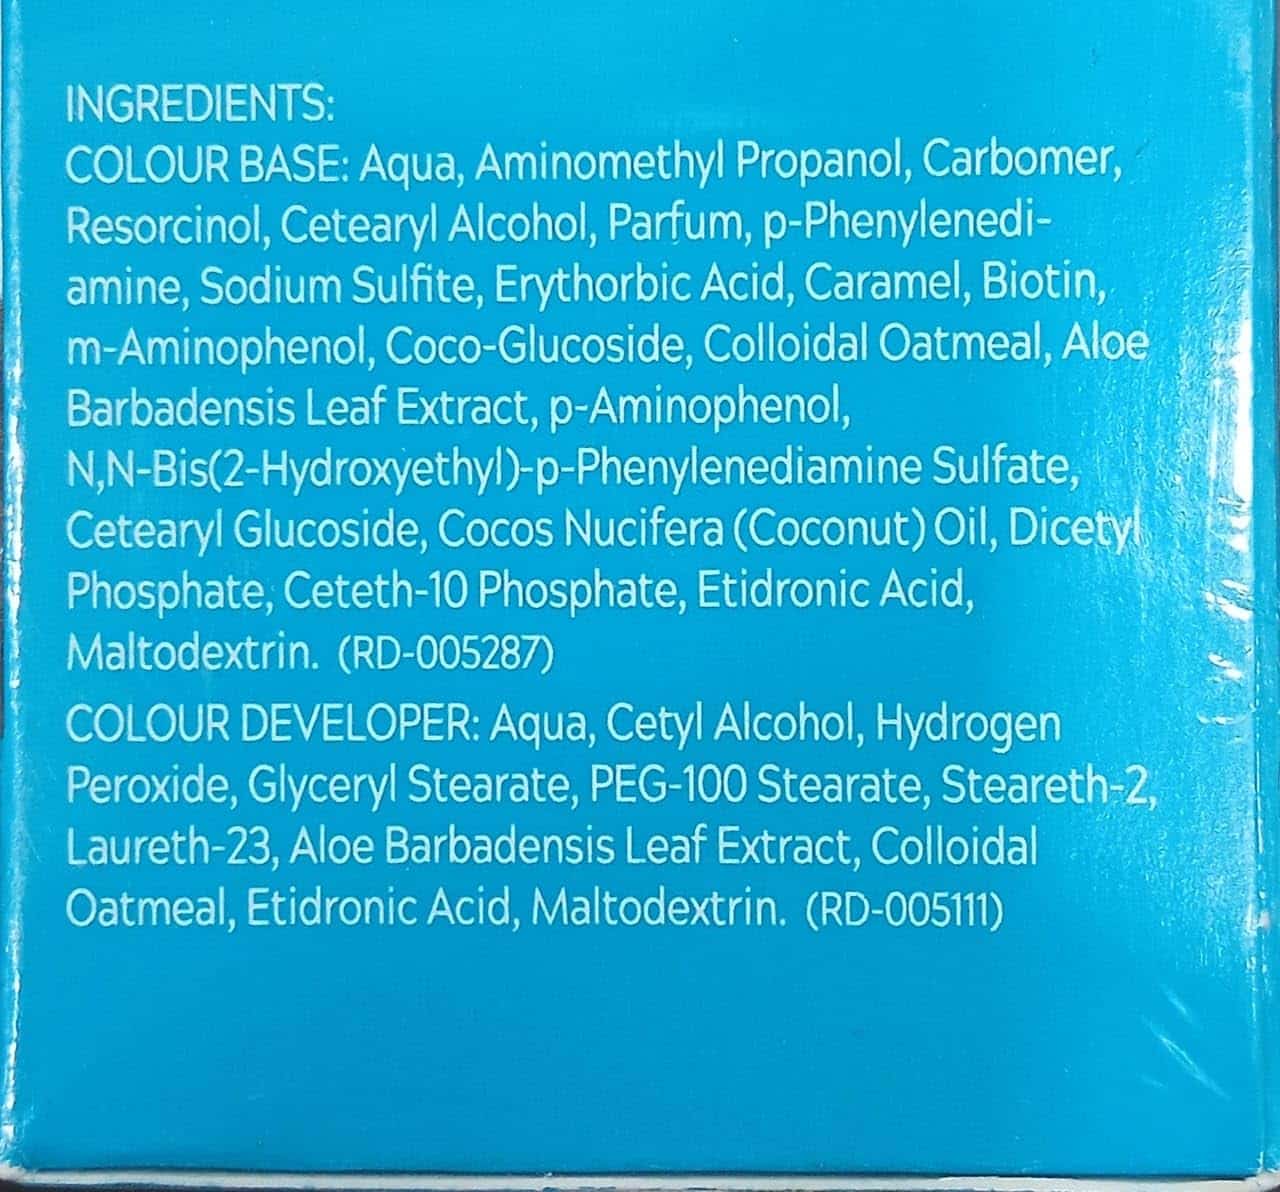 INGREDIENTS:
COLOUR BASE: Aqua, Aminomethyl Propanol, Carbomer,
Resorcinol, Cetearyl Alcohol, Parfum, p-Phenylenedi-
amine, Sodium Sulfite, Erythorbic Acid, Caramel, Biotin,
m-Aminophenol, Coco-Glucoside, Colloidal Oatmeal, Aloe
Barbadensis Leaf Extract, p-Aminophenol,
N,N-Bis(2-Hydroxyethyl)-p-Phenylenediamine Sulfate,
Cetearyl Glucoside, Cocos Nucifera (Coconut) Oil, Dicetyl
Phosphate, Ceteth-10 Phosphate, Etidronic Acid,
Maltodextrin. (RD-005287)
COLOUR DEVELOPER: Aqua, Cetyl Alcohol, Hydrogen
Peroxide, Glyceryl Stearate, PEG-100 Stearate, Steareth-2,
Laureth-23, Aloe Barbadensis Leaf Extract, Colloidal
Oatmeal, Etidronic Acid, Maltodextrin. (RD-005111)